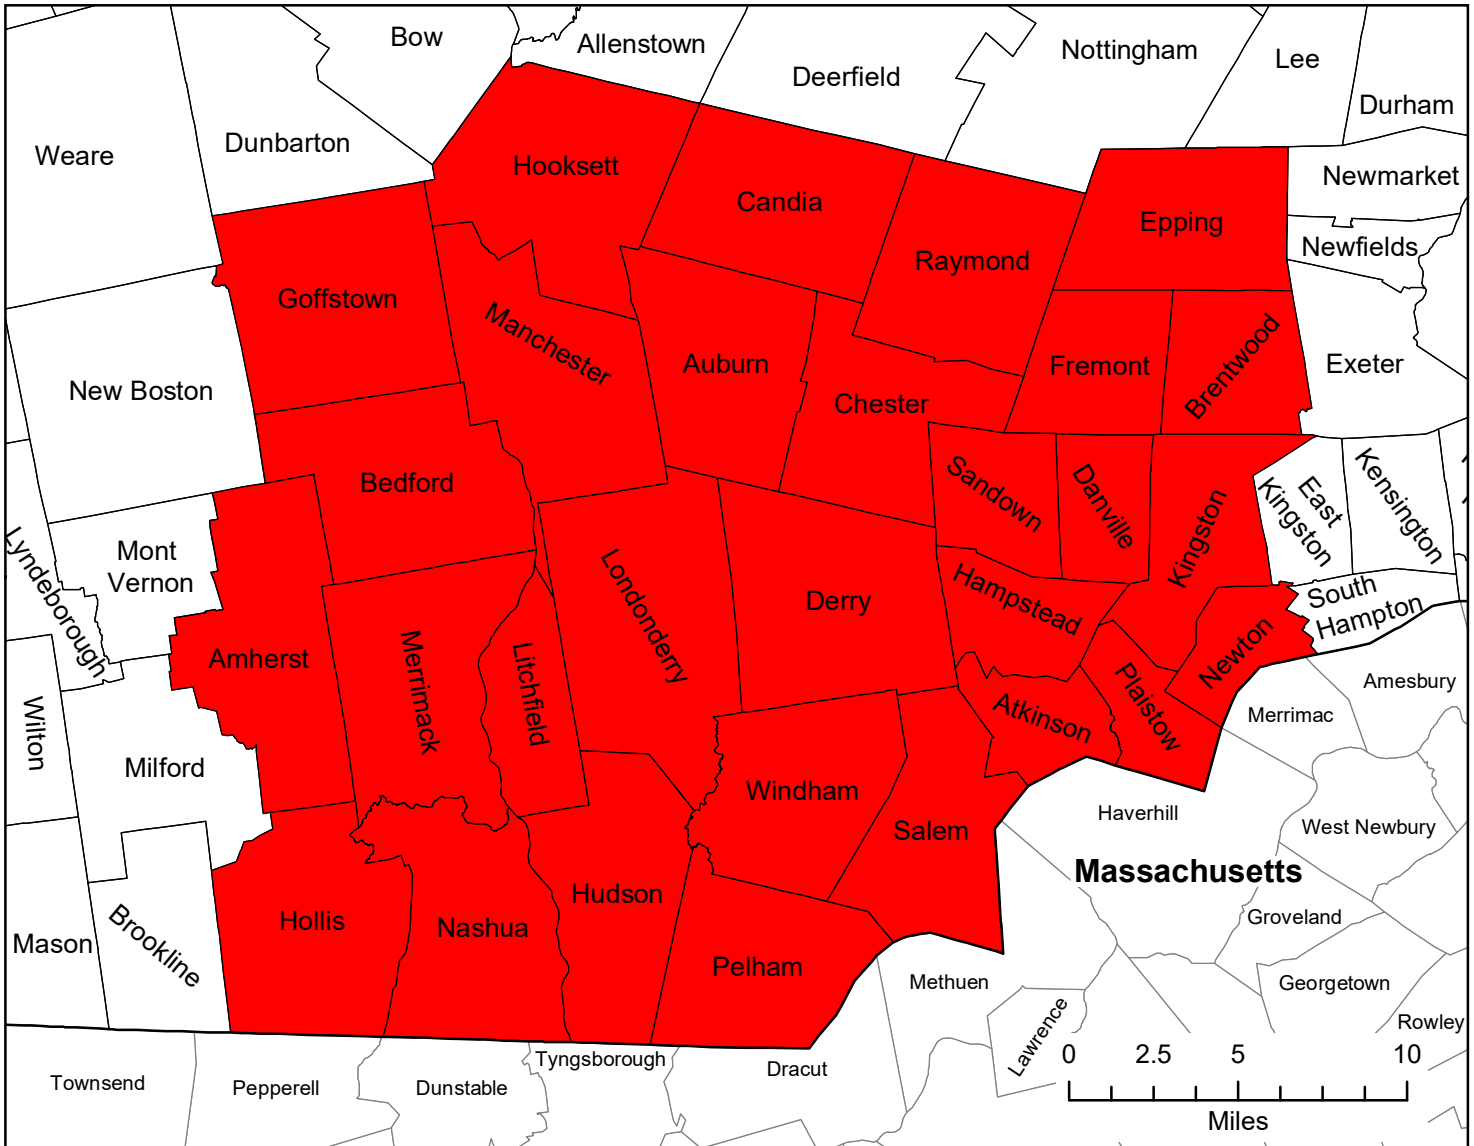 Bow
Allenstown
Deerfield
Nottingham
Lee
Durham
Weare
Dunbarton
Hooksett
Candia
Newmarket
Epping
Raymond
Newfields
Goffstown
Manchester
New Boston
Auburn
Chester
Fremont
Brentwood
Exeter
Bedford
Sandown
Danville
Kingston
East
Kingston
Kensington
Lyndeborough
Mont
Vernon
Londonderry
Derry
Hampstead
South
Hampton
Amherst
Merrimack
Litchfield
Newton
Plaistow
Atkinson
Amesbury
Merrimac
Wilton
Milford
Windham
Salem
Haverhill
West Newbury
Massachusetts
Hudson
Hollis
Nashua
Groveland
Mason
Brookline
Pelham
Methuen
Georgetown
Lawrence
Rowley
Tyngsborough
Dracut
Townsend
Pepperell
Dunstable
0 2.5 5 10
Miles